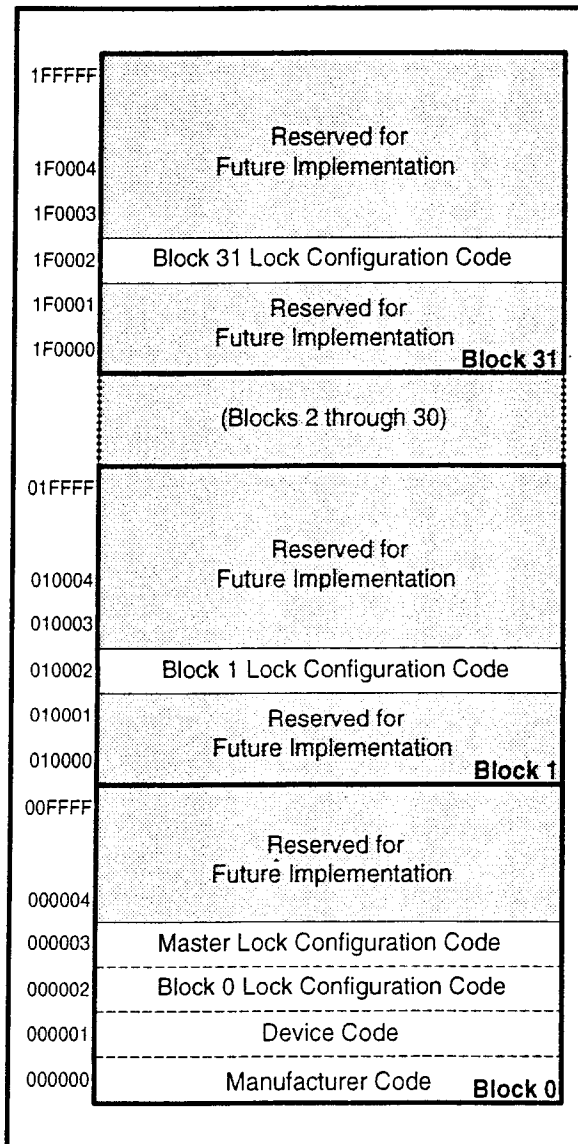 1FFFFF
Reserved for
Future Implementation
1F0004
1F0003
1F0002
Block 31 Lock Configuration Code
1F0001
Reserved for
Future Implementation
1F0000
Block 31
(Blocks 2 through 30)
01FFFF
Reserved for
Future Implementation
010004
010003
010002
Block 1 Lock Configuration Code
010001
Reserved for
Future Implementation
010000
Block 1
00FFFF
Reserved for
Future Implementation
000004
000003
Master Lock Configuration Code
000002
Block 0 Lock Configuration Code
000001
Device Code
000000
Manufacturer Code
Block 0